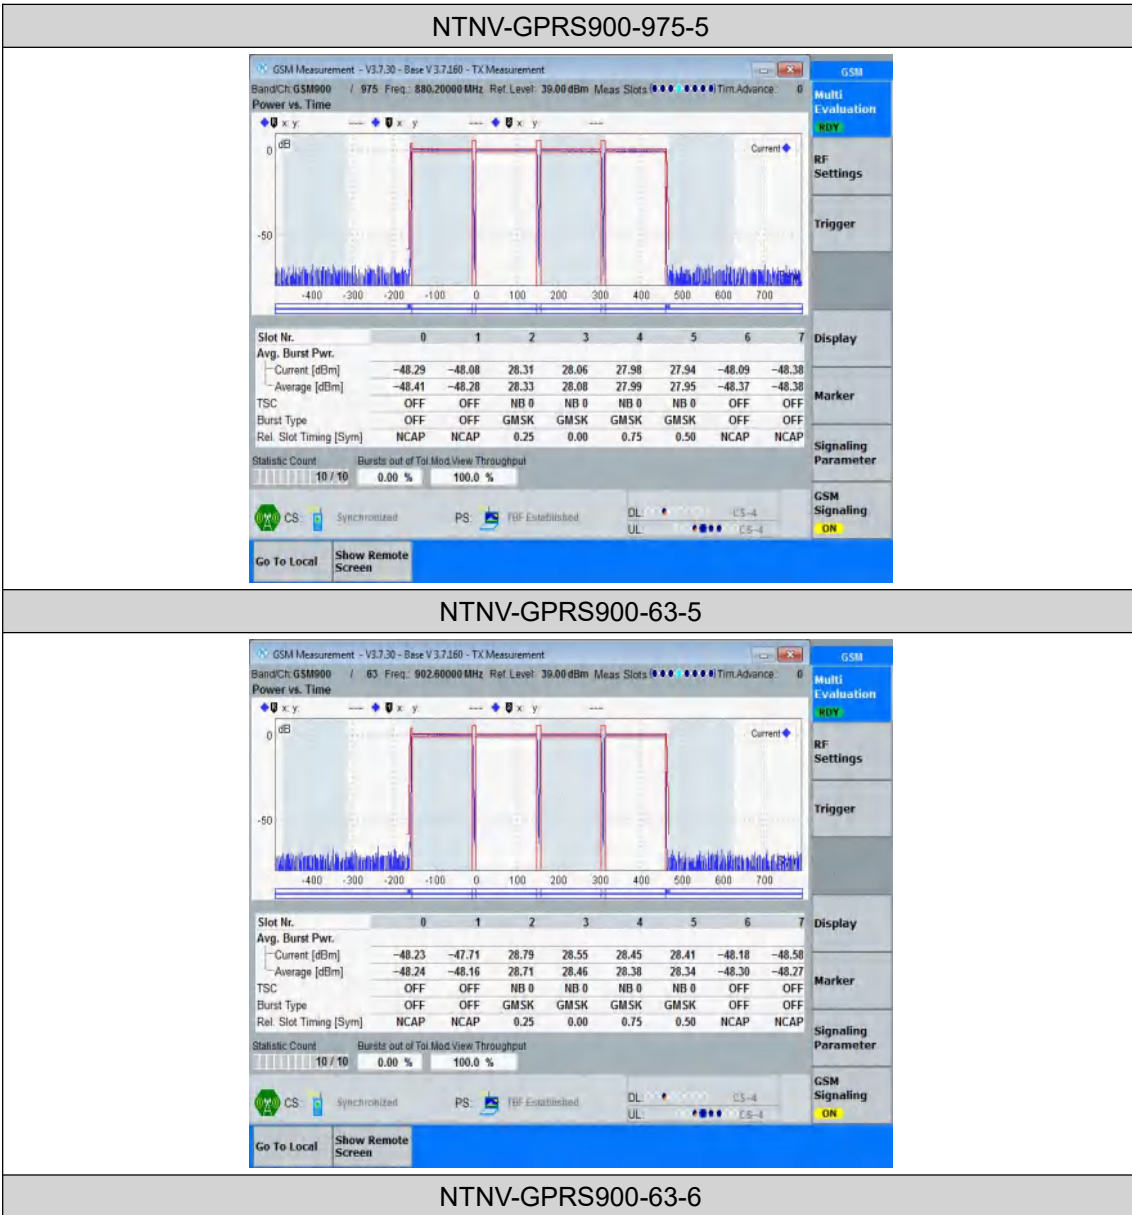 NTNV-GPRS900-975-5
GSM Measurement - V3.7.30 - Base V 3.7.160 - TX Measurement
GSM
Band/Ch: GSM900 / 975 Freq.: 880.20000 MHz Ref. Level: 39.00 dBm Meas Slots Tim.Advance: 0
Multi Evaluation
RDY
Power vs. Time
x y: --- x y --- x y ---
dB
Current
0
-50
-400 -300 -200 -100 0 100 200 300 400 500 600 700
RF Settings
Trigger
Slot Nr. 0 1 2 3 4 5 6 7
Display
Avg. Burst Pwr.
Current [dBm] -48.29 -48.08 28.31 28.06 27.98 27.94 -48.09 -48.38
Average [dBm] -48.41 -48.28 28.33 28.08 27.99 27.95 -48.37 -48.38
Marker
TSC OFF OFF NB 0 NB 0 NB 0 NB 0 OFF OFF
Burst Type OFF OFF GMSK GMSK GMSK GMSK OFF OFF
Rel. Slot Timing [Sym] NCAP NCAP 0.25 0.00 0.75 0.50 NCAP NCAP
Signaling Parameter
Statistic Count Bursts out of Tol. Mod.View Throughput
10 / 10 0.00 % 100.0 %
GSM Signaling
ON
CS: Synchronized PS: TBF Established DL: CS-4
UL: CS-4
Go To Local Show Remote Screen
NTNV-GPRS900-63-5
GSM Measurement - V3.7.30 - Base V 3.7.160 - TX Measurement
GSM
Band/Ch: GSM900 / 63 Freq.: 902.60000 MHz Ref. Level: 39.00 dBm Meas Slots Tim.Advance: 0
Multi Evaluation
RDY
Power vs. Time
x y: --- x y --- x y ---
dB
Current
0
-50
-400 -300 -200 -100 0 100 200 300 400 500 600 700
RF Settings
Trigger
Slot Nr. 0 1 2 3 4 5 6 7
Display
Avg. Burst Pwr.
Current [dBm] -48.23 -47.71 28.79 28.55 28.45 28.41 -48.18 -48.58
Average [dBm] -48.24 -48.16 28.71 28.46 28.38 28.34 -48.30 -48.27
Marker
TSC OFF OFF NB 0 NB 0 NB 0 NB 0 OFF OFF
Burst Type OFF OFF GMSK GMSK GMSK GMSK OFF OFF
Rel. Slot Timing [Sym] NCAP NCAP 0.25 0.00 0.75 0.50 NCAP NCAP
Signaling Parameter
Statistic Count Bursts out of Tol. Mod.View Throughput
10 / 10 0.00 % 100.0 %
GSM Signaling
ON
CS: Synchronized PS: TBF Established DL: CS-4
UL: CS-4
Go To Local Show Remote Screen
NTNV-GPRS900-63-6